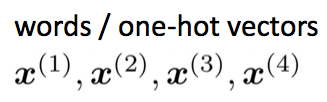 words / one-hot vectors
x^(1), x^(2), x^(3), x^(4)